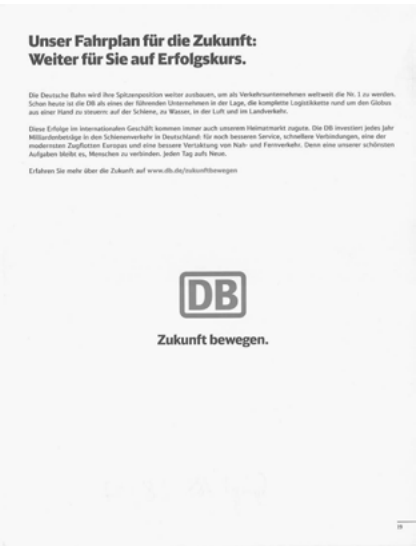 Unser Fahrplan für die Zukunft:
Weiter für Sie auf Erfolgskurs.
Die Deutsche Bahn wird ihre Spitzenposition weiter ausbauen, um als Verkehrsunternehmen weltweit die Nr. 1 zu werden.
Schon heute ist die DB als eines der führenden Unternehmen in der Lage, die komplette Logistikkette rund um den Globus
aus einer Hand zu steuern: auf der Schiene, zu Wasser, in der Luft und im Landverkehr.
Diese Erfolge im internationalen Geschäft kommen immer auch unserem Heimatmarkt zugute. Die DB investiert jedes Jahr
Milliardenbeträge in den Schienenverkehr in Deutschland: für noch besseren Service, schnellere Verbindungen, eine der
modernsten Zugflotten Europas und eine bessere Vertaktung von Nah- und Fernverkehr. Denn eine unserer schönsten
Aufgaben bleibt es, Menschen zu verbinden. Jeden Tag aufs Neue.
Erfahren Sie mehr über die Zukunft auf www.db.de/zukunftbewegen
DB
Zukunft bewegen.